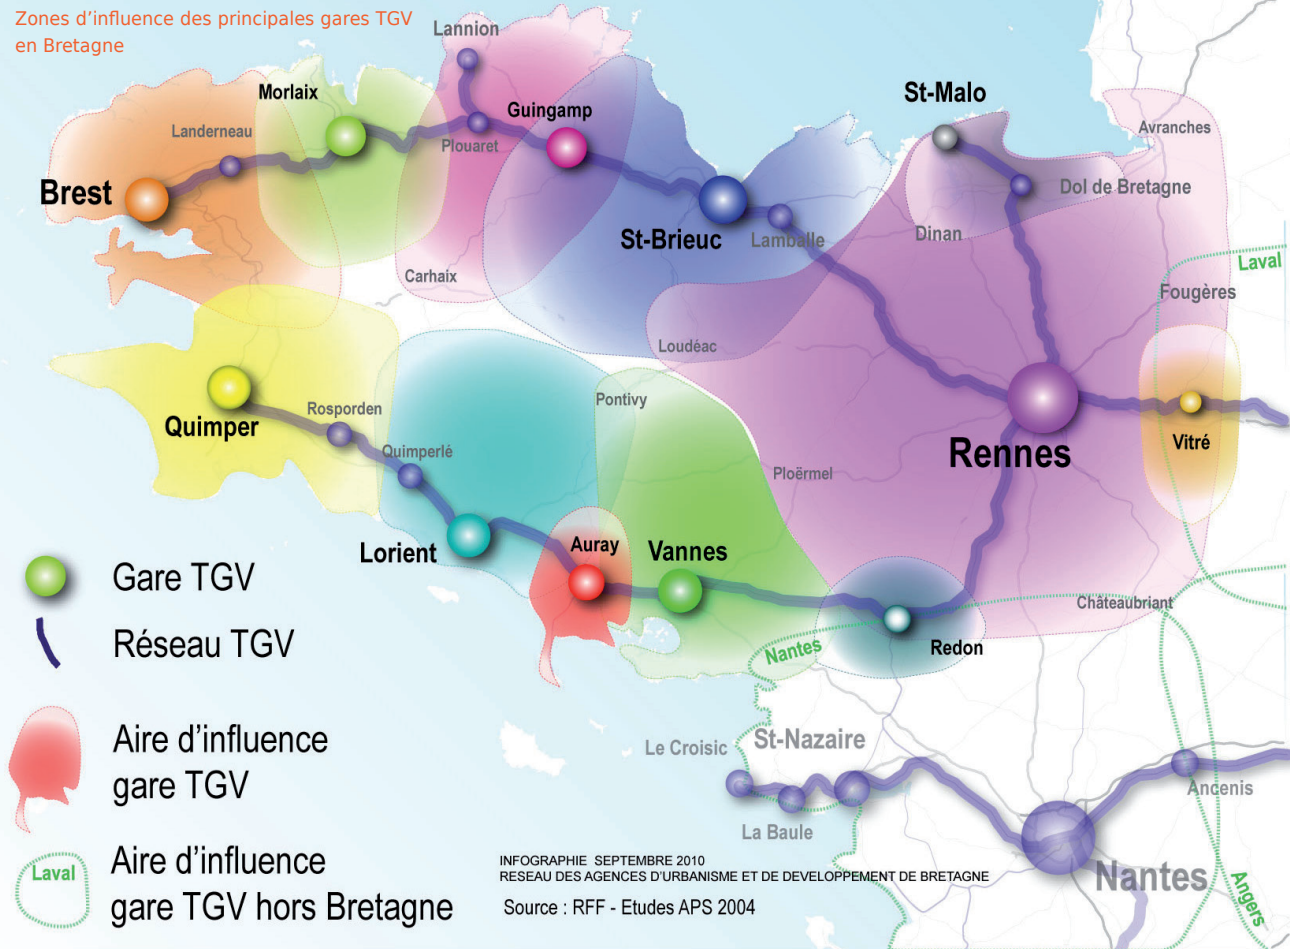 Zones d’influence des principales gares TGV
en Bretagne
Lannion
Morlaix
Guingamp
St-Malo
Landerneau
Plouaret
Avranches
Brest
Dol de Bretagne
St-Brieuc
Lamballe
Dinan
Carhaix
Laval
Fougères
Loudéac
Pontivy
Rosporden
Quimper
Quimperlé
Vitré
Rennes
Ploërmel
Lorient
Auray
Vannes
Gare TGV
Châteaubriant
Réseau TGV
Nantes
Redon
Aire d’influence
gare TGV
Le Croisic
St-Nazaire
Ancenis
La Baule
Nantes
Angers
Laval
Aire d’influence
gare TGV hors Bretagne
INFOGRAPHIE SEPTEMBRE 2010
RESEAU DES AGENCES D’URBANISME ET DE DEVELOPPEMENT DE BRETAGNE
Source : RFF - Etudes APS 2004